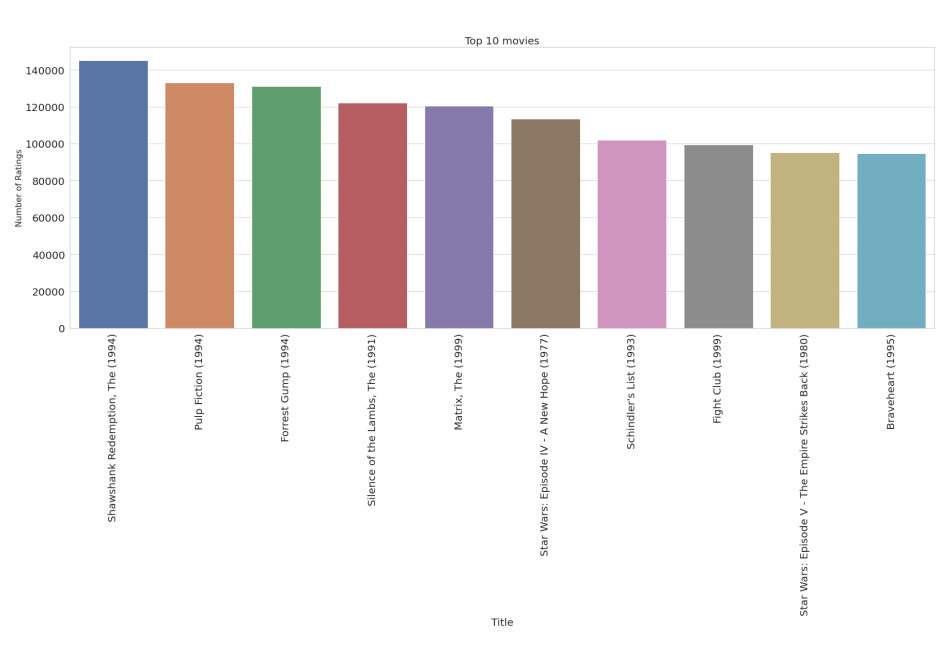 Top 10 movies
Number of Ratings
140000
120000
100000
80000
60000
40000
20000
0
Shawshank Redemption, The (1994)
Pulp Fiction (1994)
Forrest Gump (1994)
Silence of the Lambs, The (1991)
Matrix, The (1999)
Star Wars: Episode IV - A New Hope (1977)
Schindler's List (1993)
Fight Club (1999)
Star Wars: Episode V - The Empire Strikes Back (1980)
Braveheart (1995)
Title